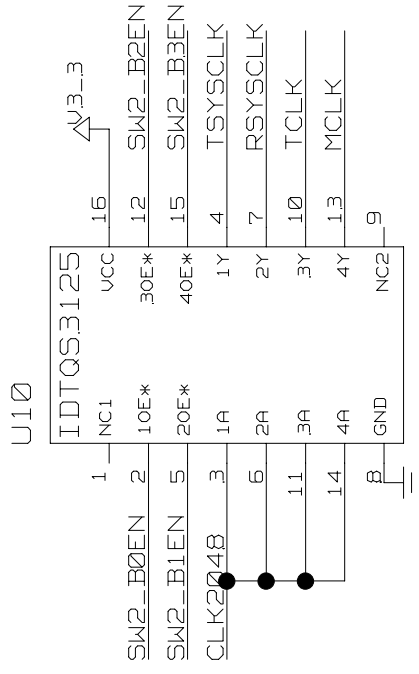 U10
IDTQS3125
1 NC1 VCC 16 V3_3
SW2_B0EN 2 1OE* 3OE* 12 SW2_B2EN
SW2_B1EN 5 2OE* 4OE* 15 SW2_B3EN
CLK2048 3 1A 1Y 4 TSYSCLK
6 2A 2Y 7 RSYSCLK
11 3A 3Y 10 TCLK
14 4A 4Y 13 MCLK
8 GND NC2 9